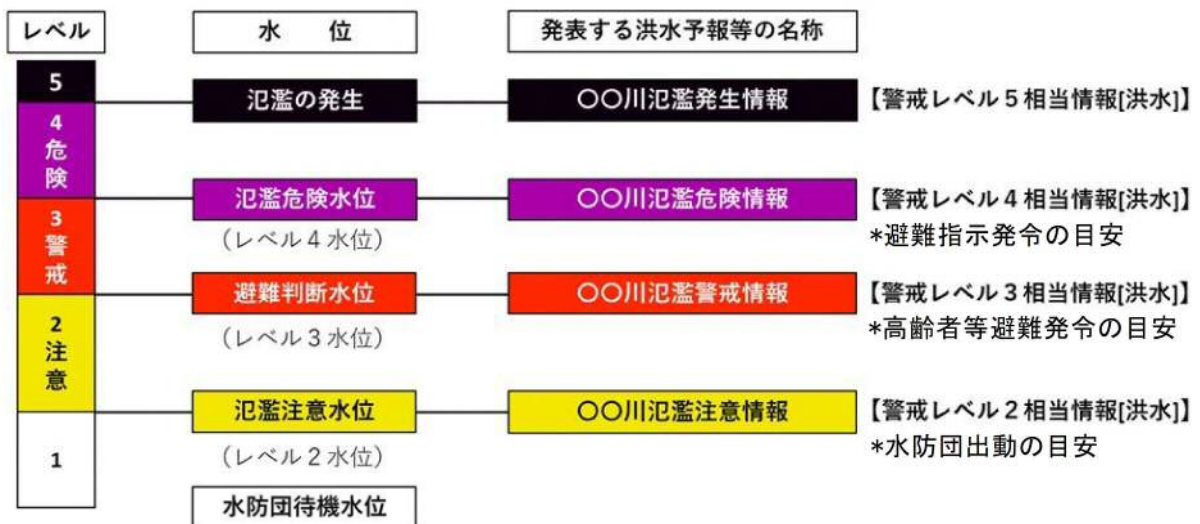 レベル
水 位
発表する洪水予報等の名称
5
氾濫の発生
〇〇川氾濫発生情報
【警戒レベル5相当情報[洪水]】
4危険
氾濫危険水位
〇〇川氾濫危険情報
【警戒レベル4相当情報[洪水]】
(レベル4水位)
*避難指示発令の目安
3警戒
避難判断水位
〇〇川氾濫警戒情報
【警戒レベル3相当情報[洪水]】
(レベル3水位)
*高齢者等避難発令の目安
2注意
氾濫注意水位
〇〇川氾濫注意情報
【警戒レベル2相当情報[洪水]】
(レベル2水位)
*水防団出動の目安
1
水防団待機水位